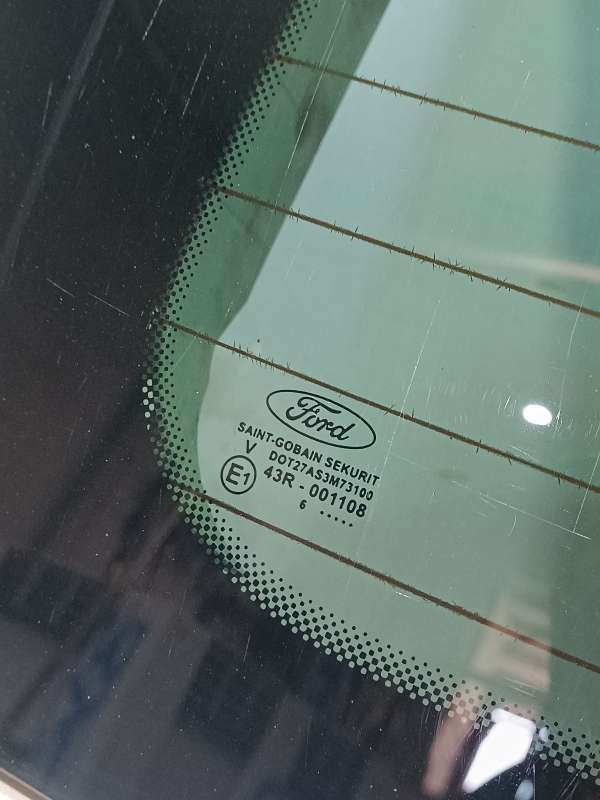 Ford
SAINT-GOBAIN SEKURIT
V DOT27AS3M73100
E1 43R - 001108
6 .....